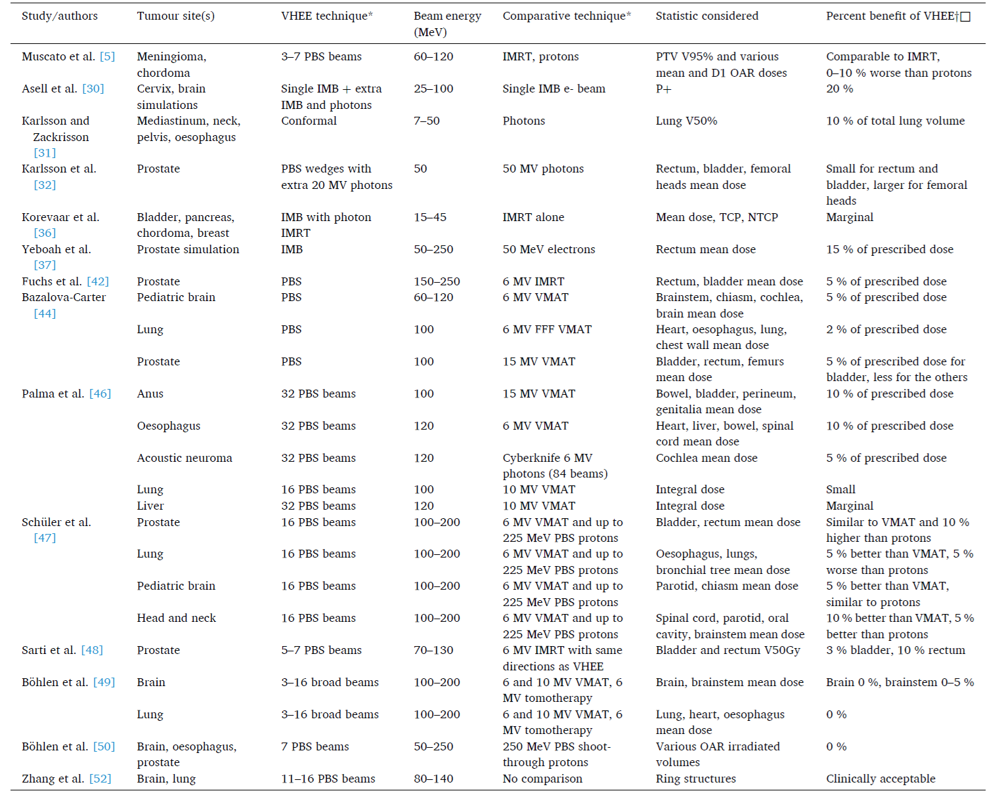 Study/authors Tumour site(s) VHEE technique* Beam energy Comparative technique* Statistic considered Percent benefit of VHEE†□
(MeV)
Muscato et al. [5] Meningioma, 3–7 PBS beams 60–120 IMRT, protons PTV V95% and various Comparable to IMRT,
chordoma mean and D1 OAR doses 0–10 % worse than protons
Asell et al. [30] Cervix, brain Single IMB + extra 25–100 Single IMB e- beam P+ 20 %
simulations IMB and photons
Karlsson and Mediastinum, neck, Conformal 7–50 Photons Lung V50% 10 % of total lung volume
Zackrisson pelvis, oesophagus
[31]
Karlsson et al. Prostate PBS wedges with 50 50 MV photons Rectum, bladder, femoral Small for rectum and
[32] extra 20 MV photons heads mean dose bladder, larger for femoral
heads
Korevaar et al. Bladder, pancreas, IMB with photon 15–45 IMRT alone Mean dose, TCP, NTCP Marginal
[36] chordoma, breast IMRT
Yeboah et al. Prostate simulation IMB 50–250 50 MeV electrons Rectum mean dose 15 % of prescribed dose
[37]
Fuchs et al. [42] Prostate PBS 150–250 6 MV IMRT Rectum, bladder mean dose 5 % of prescribed dose
Bazalova-Carter Pediatric brain PBS 60–120 6 MV VMAT Brainstem, chiasm, cochlea, 5 % of prescribed dose
[44] brain mean dose
Lung PBS 100 6 MV FFF VMAT Heart, oesophagus, lung, 2 % of prescribed dose
chest wall mean dose
Prostate PBS 100 15 MV VMAT Bladder, rectum, femurs 5 % of prescribed dose for
mean dose bladder, less for the others
Palma et al. [46] Anus 32 PBS beams 100 15 MV VMAT Bowel, bladder, perineum, 10 % of prescribed dose
genitalia mean dose
Oesophagus 32 PBS beams 120 6 MV VMAT Heart, liver, bowel, spinal 10 % of prescribed dose
cord mean dose
Acoustic neuroma 32 PBS beams 120 Cyberknife 6 MV Cochlea mean dose 5 % of prescribed dose
photons (84 beams)
Lung 16 PBS beams 100 10 MV VMAT Integral dose Small
Liver 32 PBS beams 120 10 MV VMAT Integral dose Marginal
Schüler et al. Prostate 16 PBS beams 100–200 6 MV VMAT and up to Bladder, rectum mean dose Similar to VMAT and 10 %
[47] 225 MeV PBS protons higher than protons
Lung 16 PBS beams 100–200 6 MV VMAT and up to Oesophagus, lungs, 5 % better than VMAT, 5 %
225 MeV PBS protons bronchial tree mean dose worse than protons
Pediatric brain 16 PBS beams 100–200 6 MV VMAT and up to Parotid, chiasm mean dose 5 % better than VMAT,
225 MeV PBS protons similar to protons
Head and neck 16 PBS beams 100–200 6 MV VMAT and up to Spinal cord, parotid, oral 10 % better than VMAT, 5 %
225 MeV PBS protons cavity, brainstem mean dose better than protons
Sarti et al. [48] Prostate 5–7 PBS beams 70–130 6 MV IMRT with same Bladder and rectum V50Gy 3 % bladder, 10 % rectum
directions as VHEE
Böhlen et al. [49] Brain 3–16 broad beams 100–200 6 and 10 MV VMAT, 6 Brain, brainstem mean dose Brain 0 %, brainstem 0–5 %
MV tomotherapy
Lung 3–16 broad beams 100–200 6 and 10 MV VMAT, 6 Lung, heart, oesophagus 0 %
MV tomotherapy mean dose
Böhlen et al. [50] Brain, oesophagus, 7 PBS beams 50–250 250 MeV PBS shoot- Various OAR irradiated 0 %
prostate through protons volumes
Zhang et al. [52] Brain, lung 11–16 PBS beams 80–140 No comparison Ring structures Clinically acceptable